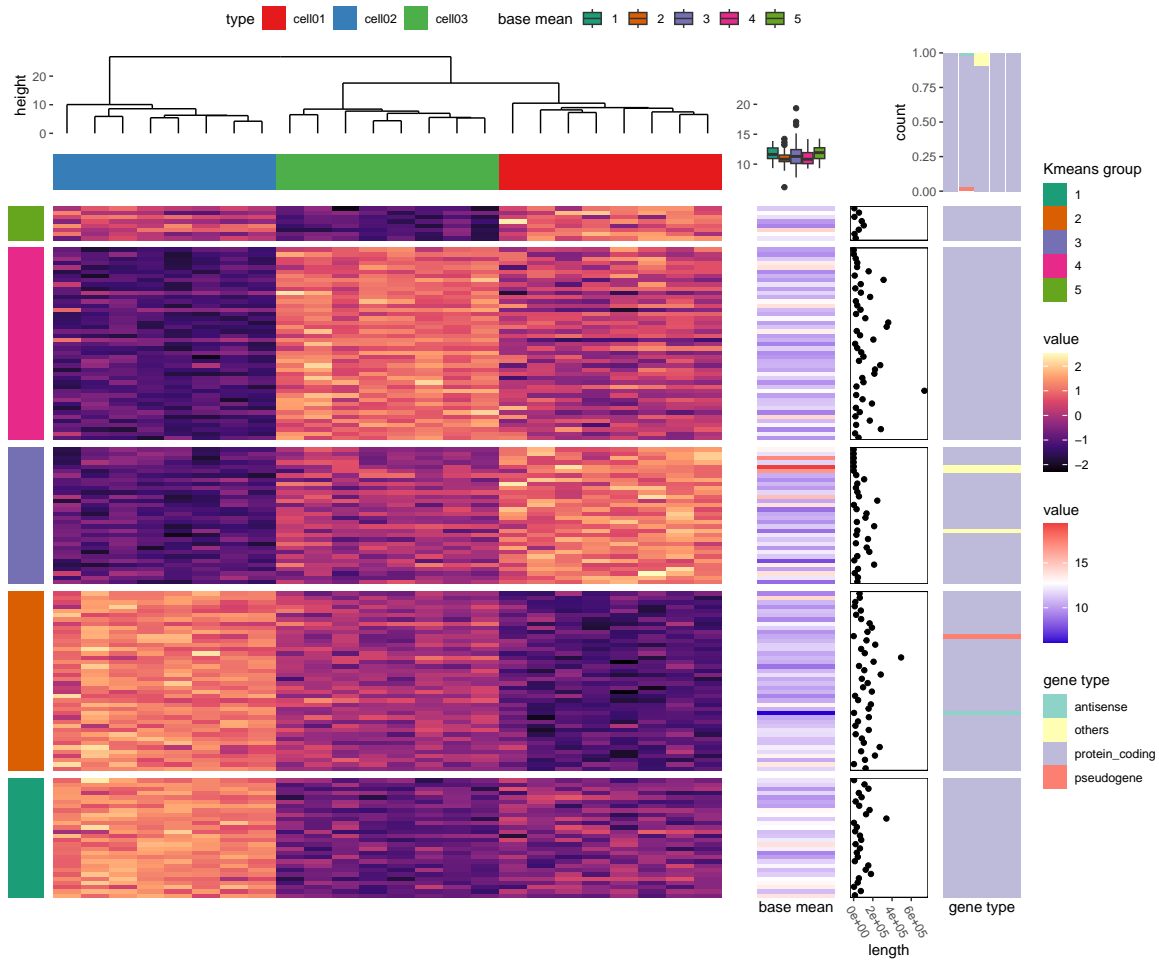 type cell01 cell02 cell03 base mean 1 2 3 4 5
height
20
10
0
20
15
10
count
1.00
0.75
0.50
0.25
0.00
Kmeans group
1
2
3
4
5
value
2
1
0
−1
−2
value
15
10
gene type
antisense
others
protein_coding
pseudogene
base mean
0e+00
2e+05
4e+05
6e+05
length
gene type